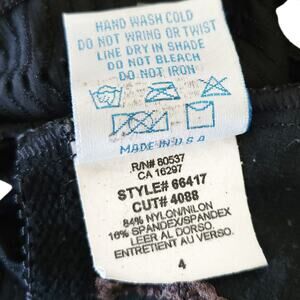 HAND WASH COLD
DO NOT WRING OR TWIST
LINE DRY IN SHADE
DO NOT BLEACH
DO NOT IRON
MADE IN U.S.A
R/N# 80537
CA 16297
STYLE# 66417
CUT# 4088
84% NYLON/NILON
16% SPANDEX/SPANDEX
LEER AL DORSO.
ENTRETIENT AU VERSO.
4